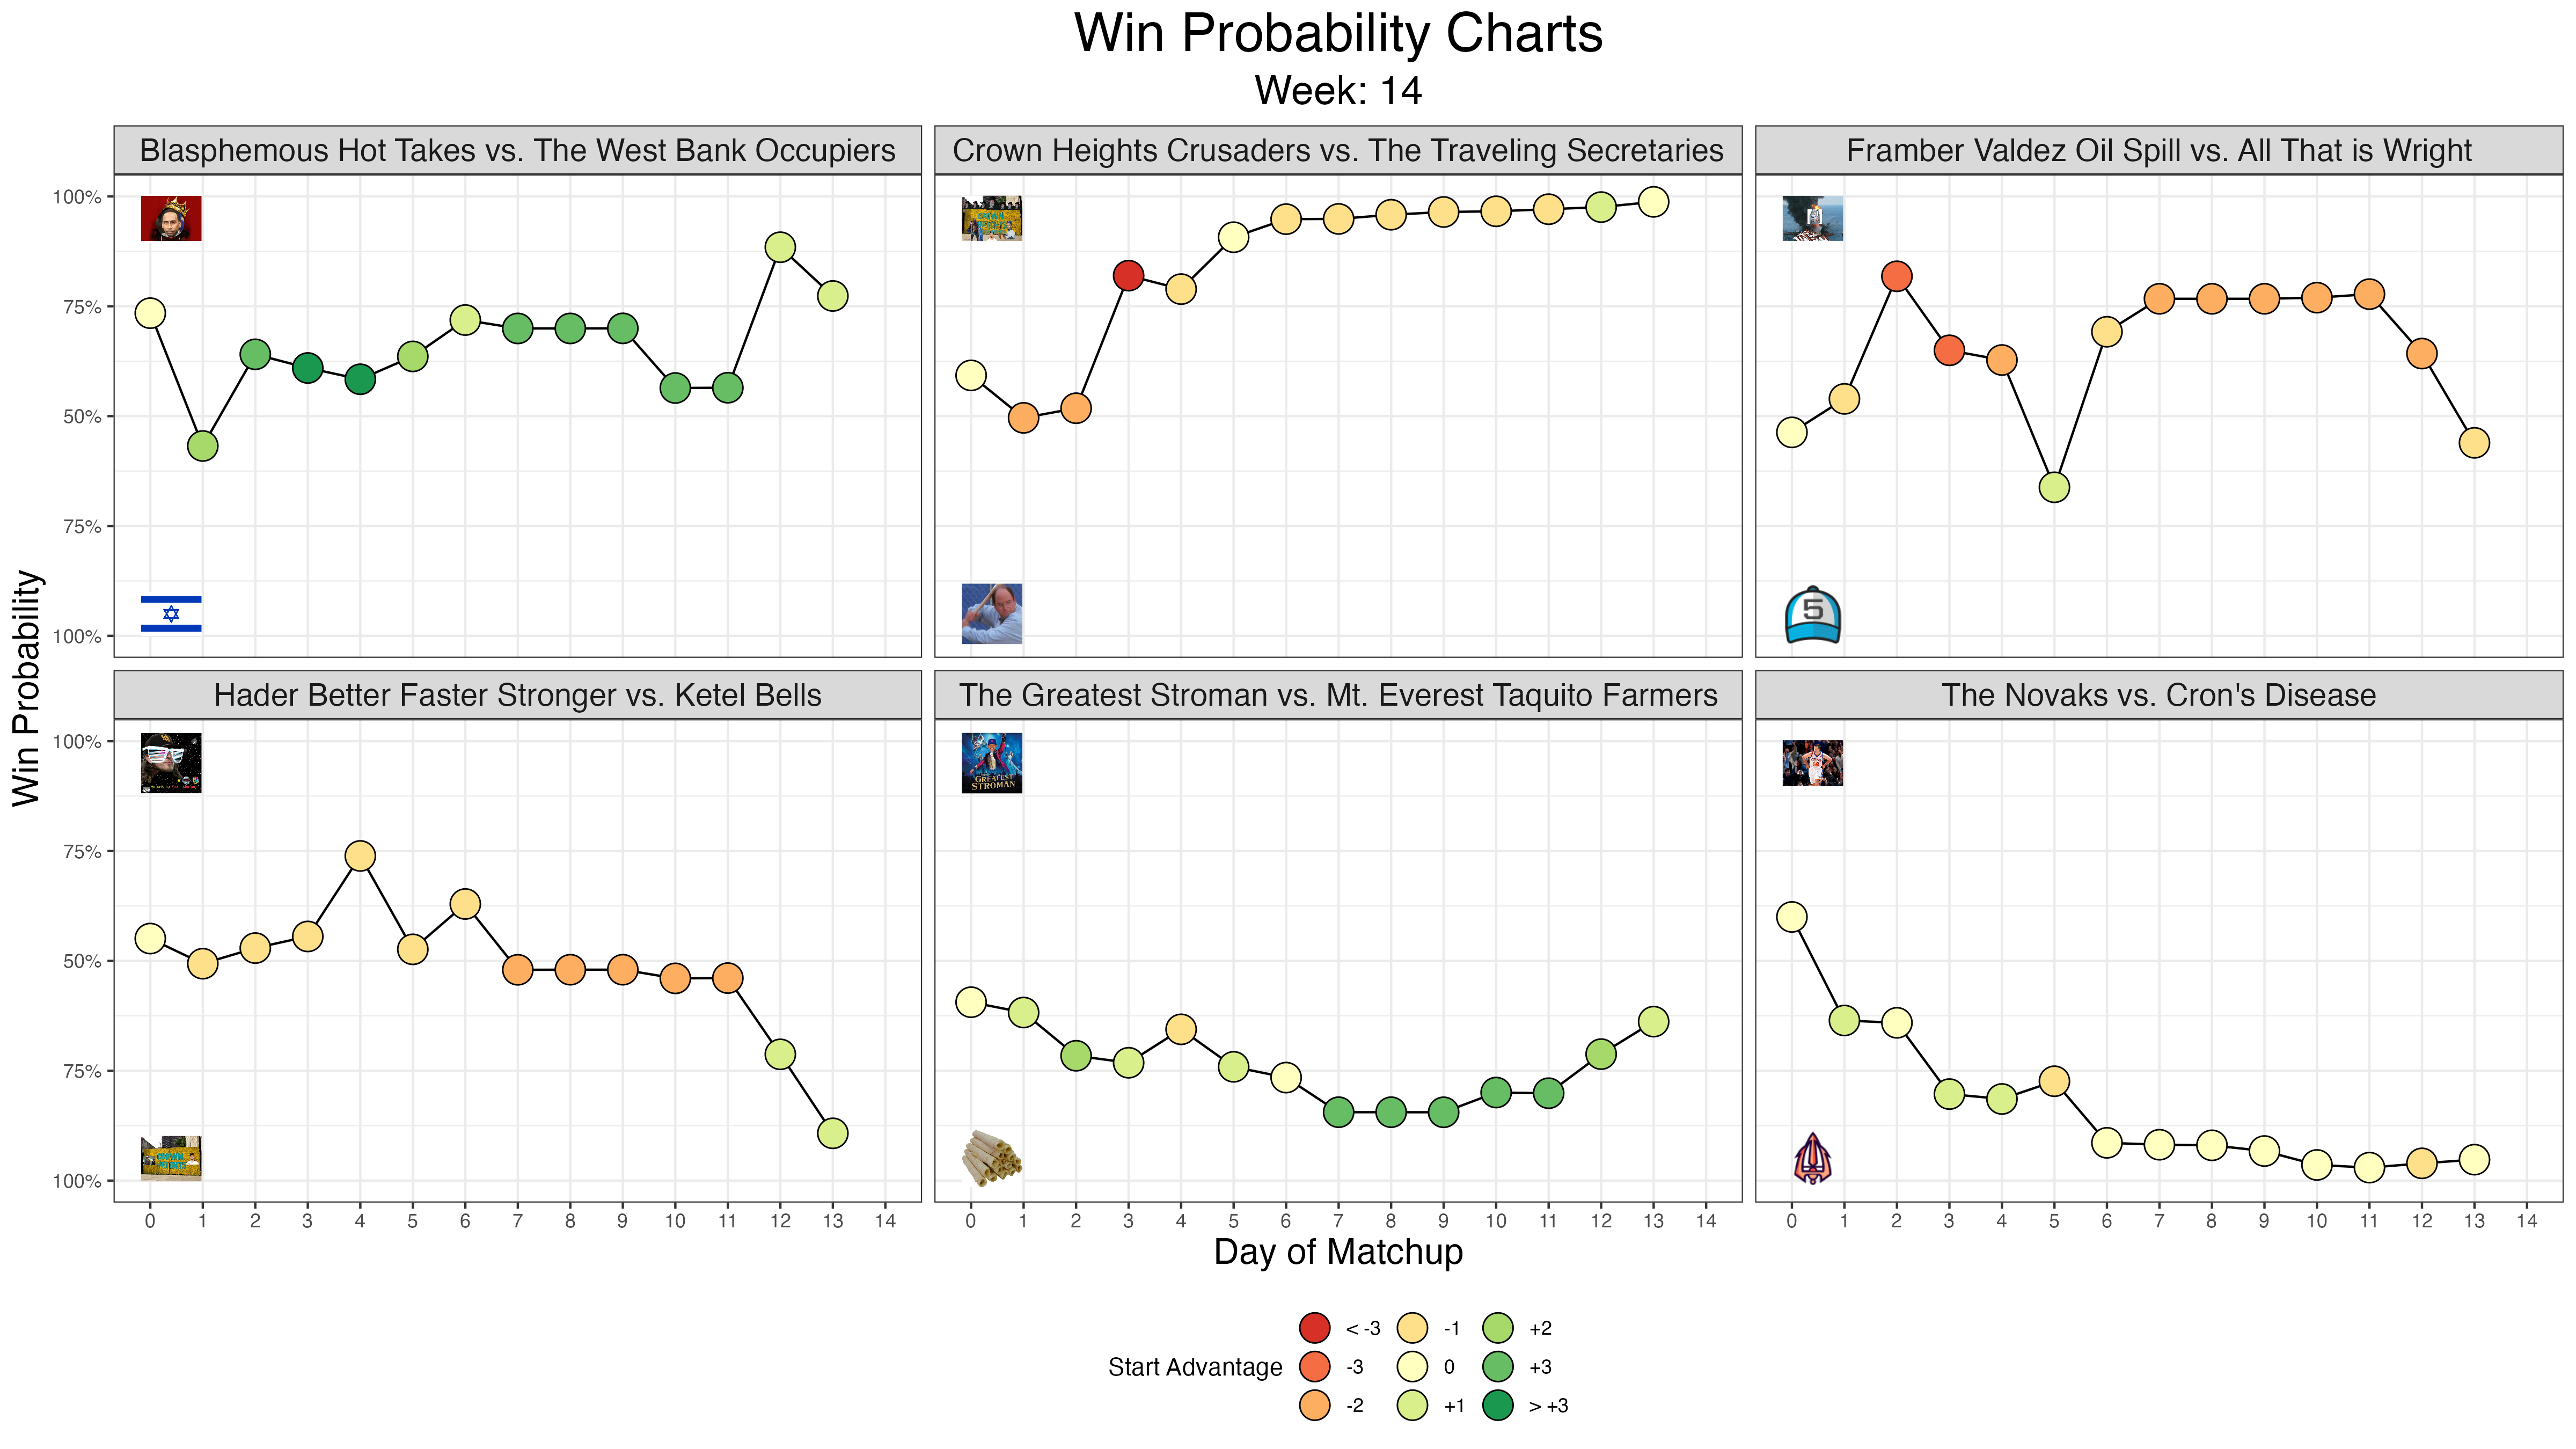 Win Probability Charts
Week: 14
Blasphemous Hot Takes vs. The West Bank Occupiers
Crown Heights Crusaders vs. The Traveling Secretaries
Framber Valdez Oil Spill vs. All That is Wright
Win Probability
100%
75%
50%
75%
100%
5
Hader Better Faster Stronger vs. Ketel Bells
The Greatest Stroman vs. Mt. Everest Taquito Farmers
The Novaks vs. Cron's Disease
100%
75%
50%
75%
100%
GREATEST
STROMAN
0 1 2 3 4 5 6 7 8 9 10 11 12 13 14
0 1 2 3 4 5 6 7 8 9 10 11 12 13 14
0 1 2 3 4 5 6 7 8 9 10 11 12 13 14
Day of Matchup
Start Advantage
< -3 -1 +2
-3 0 +3
-2 +1 > +3